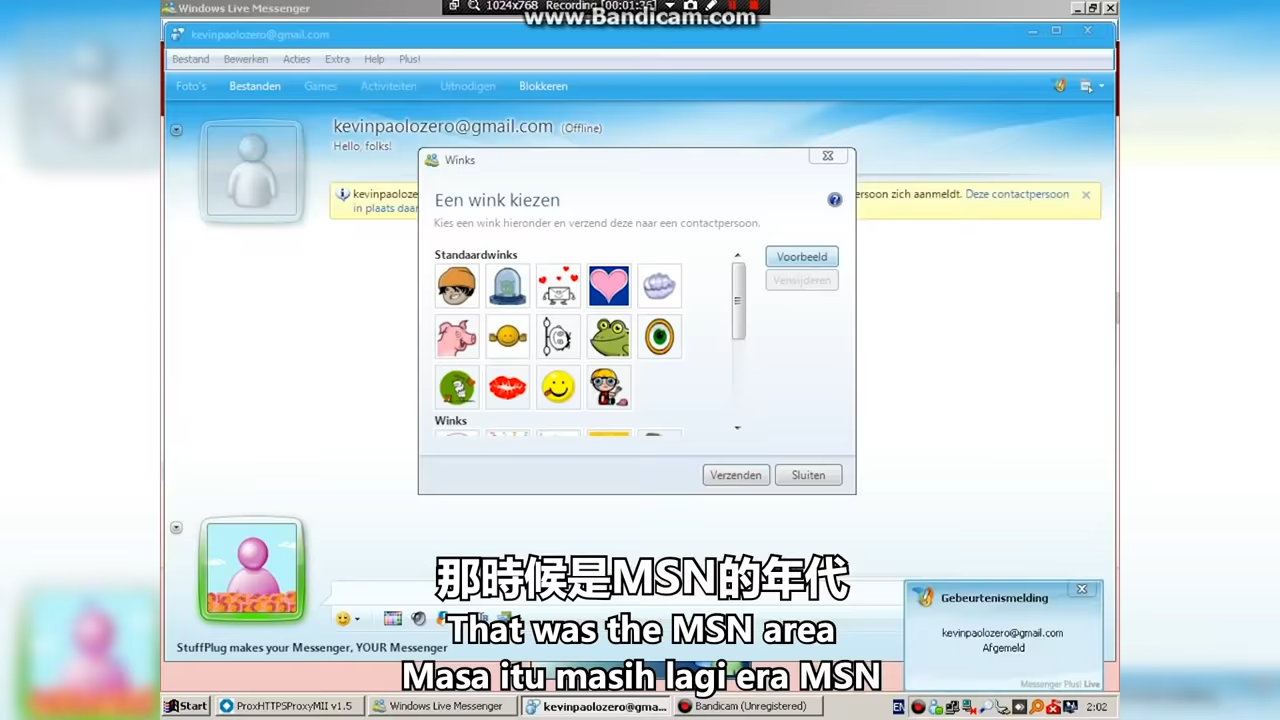 Windows Live Messenger
1024x768 Recording [00:01:36]
www.Bandicam.com
kevinpaolozero@gmail.com
Bestand Bewerken Acties Extra Help Plus!
Foto's Bestanden Games Activiteiten Uitnodigen Blokkeren
kevinpaolozero@gmail.com (Offline)
Hello, folks!
Winks
kevinpaoloze
ersoon zich aanmeldt. Deze contactpersoon
in plaats daar
Een wink kiezen
Kies een wink hieronder en verzend deze naar een contactpersoon.
Standaardwinks
Voorbeeld
Verwijderen
Winks
Verzenden Sluiten
那時候是MSN的年代
That was the MSN area
Masa itu masih lagi era MSN
Gebeurtenismelding
kevinpaolozero@gmail.com
Afgemeld
Messenger Plus! Live
StuffPlug makes your Messenger, YOUR Messenger
Start ProxHTTPSProxyMII 1.5 Windows Live Messenger kevinpaolozero@gma... Bandicam (Unregistered) EN 2:02